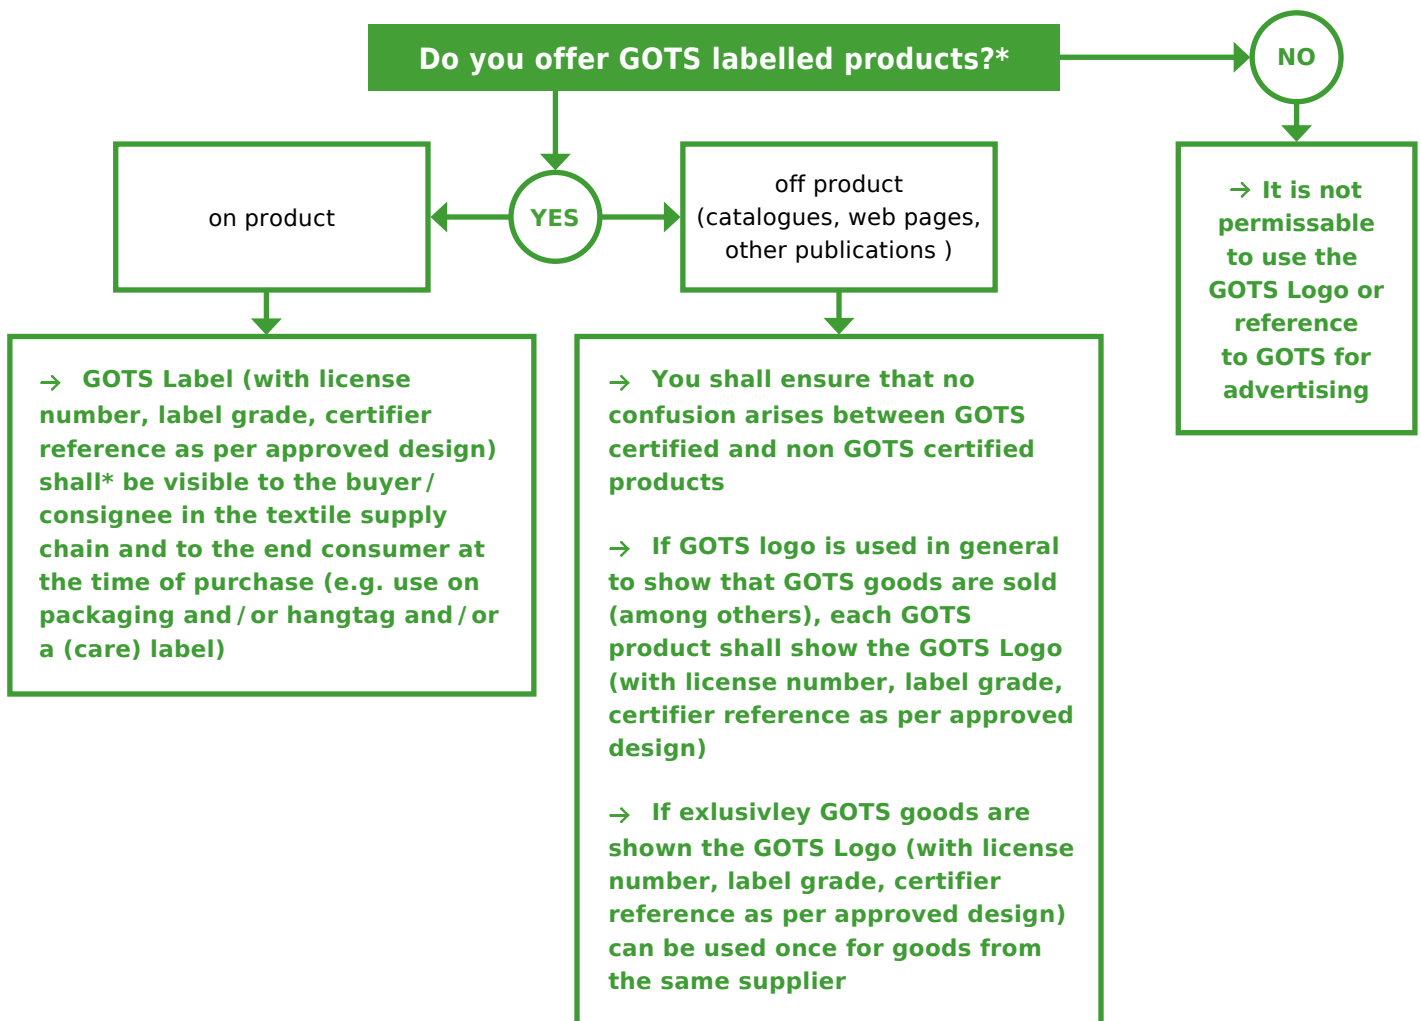 Do you offer GOTS labelled products?*
NO
YES
on product
off product
(catalogues, web pages,
other publications )
→ It is not
permissable
to use the
GOTS Logo or
reference
to GOTS for
advertising
→ GOTS Label (with license
number, label grade, certifier
reference as per approved design)
shall* be visible to the buyer /
consignee in the textile supply
chain and to the end consumer at
the time of purchase (e.g. use on
packaging and / or hangtag and / or
a (care) label)
→ You shall ensure that no
confusion arises between GOTS
certified and non GOTS certified
products
→ If GOTS logo is used in general
to show that GOTS goods are sold
(among others), each GOTS
product shall show the GOTS Logo
(with license number, label grade,
certifier reference as per approved
design)
→ If exlusivley GOTS goods are
shown the GOTS Logo (with license
number, label grade, certifier
reference as per approved design)
can be used once for goods from
the same supplier